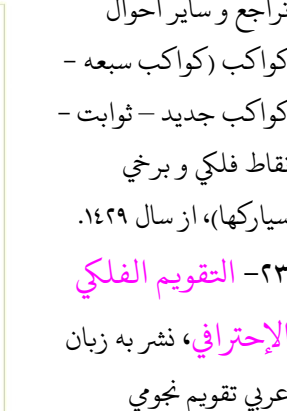 تراجع و سایر احوال
کواکب (کواکب سبعه -
کواکب جدید – ثوابت -
نقاط فلکي و برخي
سیارکها)، از سال ۱٤۲۹.
۲۳- التقویم الفلکي
الإحترافي، نشر به زبان
عربي تقویم نجومي